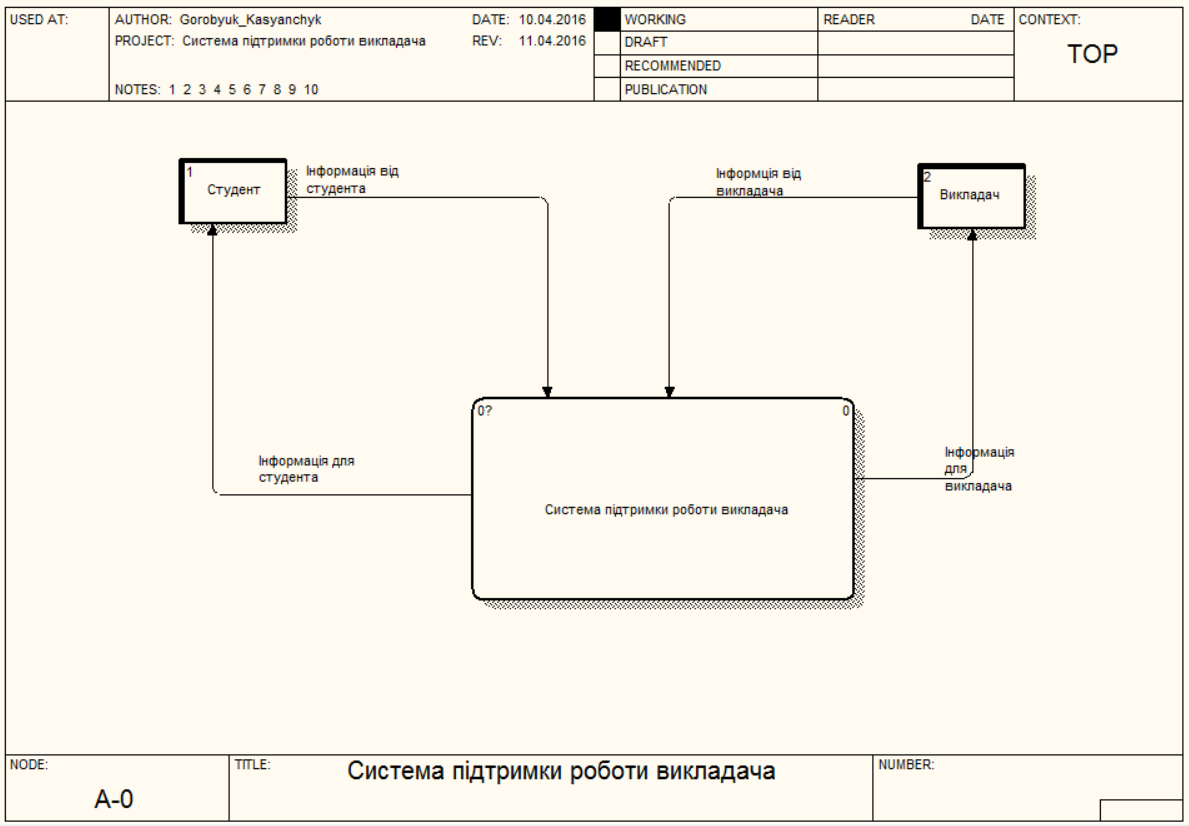 USED AT:
AUTHOR: Gorobyuk_Kasyanchyk
DATE: 10.04.2016
WORKING
READER
DATE
CONTEXT:
PROJECT: Система підтримки роботи викладача
REV: 11.04.2016
DRAFT
TOP
RECOMMENDED
NOTES: 1 2 3 4 5 6 7 8 9 10
PUBLICATION
1
Студент
Інформація від
студента
Інформція від
викладача
2
Викладач
0?
0
Система підтримки роботи викладача
Інформація для
студента
Інформація
для
викладача
NODE:
A-0
TITLE:
Система підтримки роботи викладача
NUMBER: